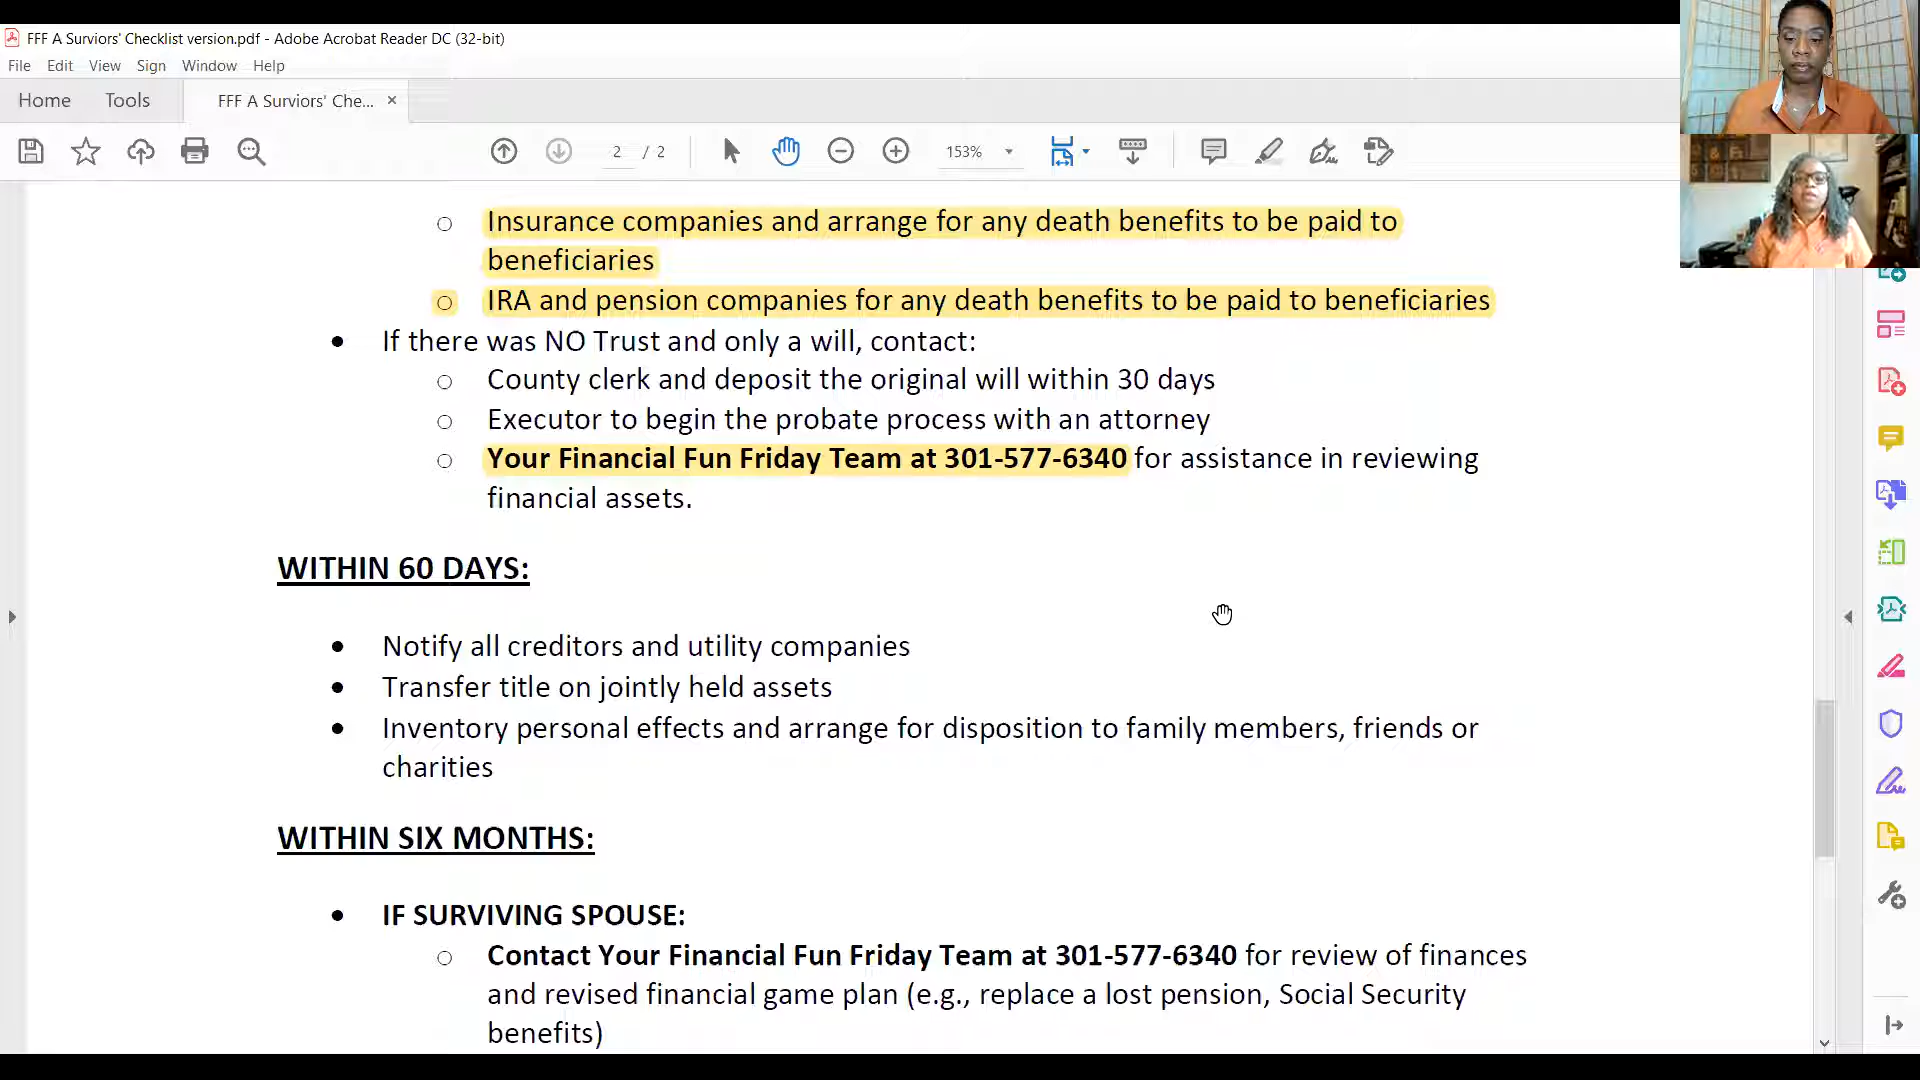 FFF A Surviors' Checklist version.pdf - Adobe Acrobat Reader DC (32-bit)
File Edit View Sign Window Help
Home Tools FFF A Surviors' Che... ×
2 / 2 153%
o Insurance companies and arrange for any death benefits to be paid to
beneficiaries
o IRA and pension companies for any death benefits to be paid to beneficiaries
• If there was NO Trust and only a will, contact:
o County clerk and deposit the original will within 30 days
o Executor to begin the probate process with an attorney
o Your Financial Fun Friday Team at 301-577-6340 for assistance in reviewing
financial assets.
WITHIN 60 DAYS:
• Notify all creditors and utility companies
• Transfer title on jointly held assets
• Inventory personal effects and arrange for disposition to family members, friends or
charities
WITHIN SIX MONTHS:
• IF SURVIVING SPOUSE:
o Contact Your Financial Fun Friday Team at 301-577-6340 for review of finances
and revised financial game plan (e.g., replace a lost pension, Social Security
benefits)